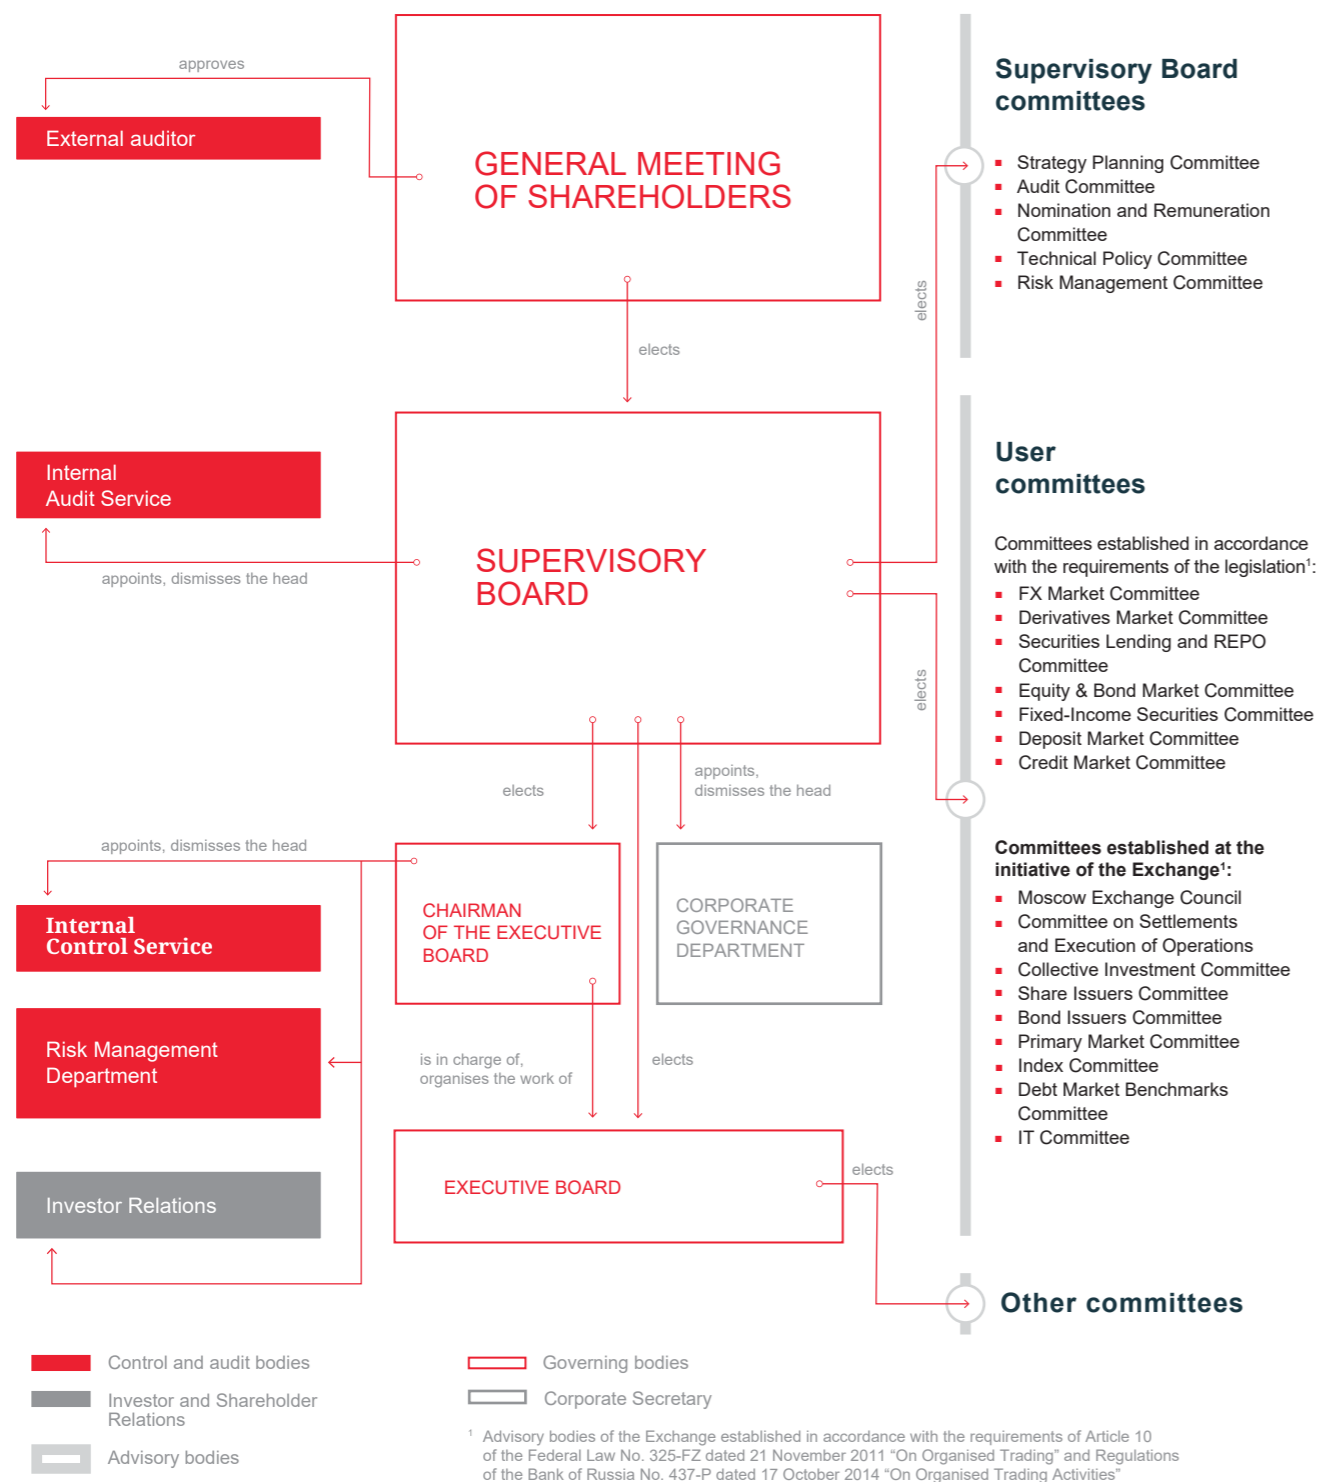 approves
External auditor
GENERAL MEETING
OF SHAREHOLDERS
elects
Supervisory Board
committees
Strategy Planning Committee
Audit Committee
Nomination and Remuneration
Committee
Technical Policy Committee
Risk Management Committee
elects
Internal
Audit Service
appoints, dismisses the head
SUPERVISORY
BOARD
elects
User
committees
Committees established in accordance
with the requirements of the legislation¹:
FX Market Committee
Derivatives Market Committee
Securities Lending and REPO
Committee
Equity & Bond Market Committee
Fixed-Income Securities Committee
Deposit Market Committee
Credit Market Committee
elects
appoints,
dismisses the head
appoints, dismisses the head
Internal
Control Service
CHAIRMAN
OF THE EXECUTIVE
BOARD
CORPORATE
GOVERNANCE
DEPARTMENT
Committees established at the
initiative of the Exchange¹:
Moscow Exchange Council
Committee on Settlements
and Execution of Operations
Collective Investment Committee
Share Issuers Committee
Bond Issuers Committee
Primary Market Committee
Index Committee
Debt Market Benchmarks
Committee
IT Committee
Risk Management
Department
is in charge of,
organises the work of
elects
Investor Relations
EXECUTIVE BOARD
elects
Other committees
Control and audit bodies
Investor and Shareholder
Relations
Advisory bodies
Governing bodies
Corporate Secretary
¹ Advisory bodies of the Exchange established in accordance with the requirements of Article 10
of the Federal Law No. 325-FZ dated 21 November 2011 “On Organised Trading” and Regulations
of the Bank of Russia No. 437-P dated 17 October 2014 “On Organised Trading Activities”